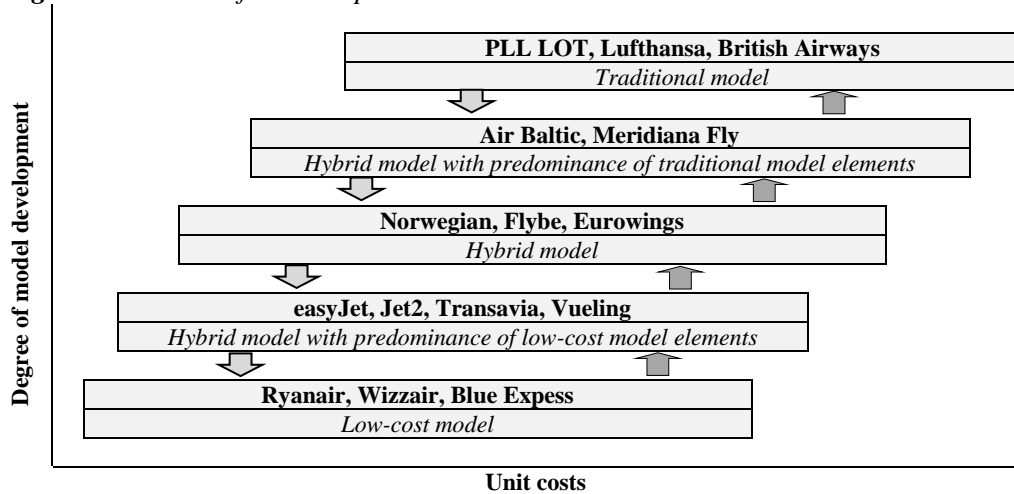 PLL LOT, Lufthansa, British Airways
Traditional model
Air Baltic, Meridiana Fly
Hybrid model with predominance of traditional model elements
Norwegian, Flybe, Eurowings
Hybrid model
easyJet, Jet2, Transavia, Vueling
Hybrid model with predominance of low-cost model elements
Ryanair, Wizzair, Blue Expess
Low-cost model
Degree of model development
Unit costs